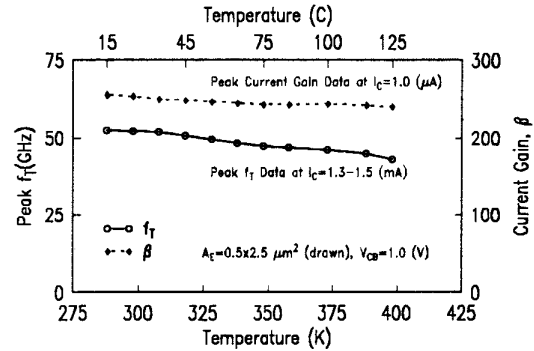 Temperature (C)
15 45 75 100 125
75 300
Peak Current Gain Data at I_C=1.0 (μA)
50 200
Peak f_T Data at I_C=1.3-1.5 (mA)
Peak f_T(GHz)
Current Gain, β
25 100
f_T
β A_E=0.5x2.5 μm² (drawn), V_CB=1.0 (V)
0 0
275 300 325 350 375 400 425
Temperature (K)